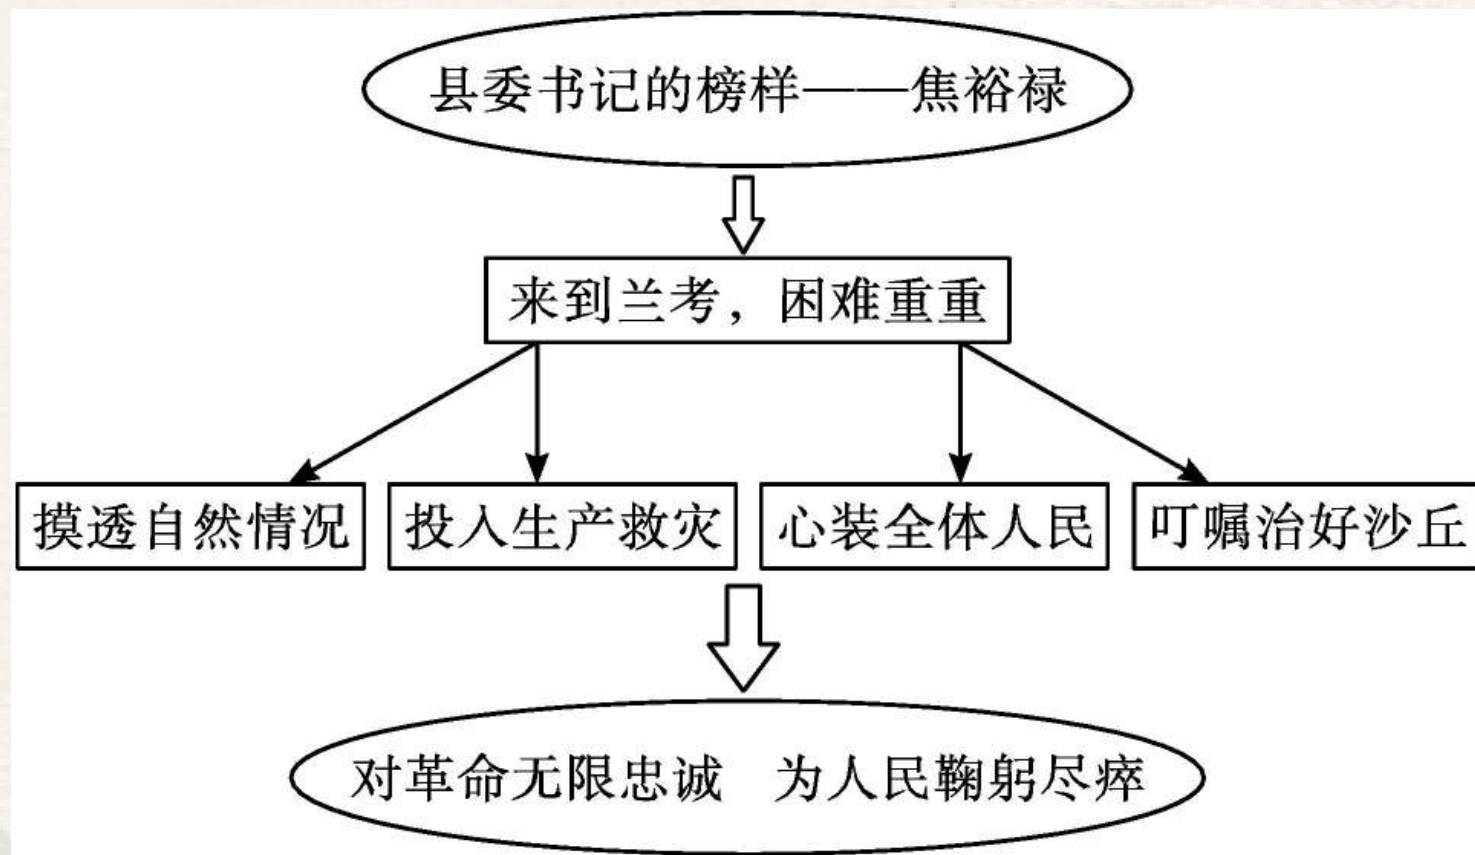 县委书记的榜样——焦裕禄
来到兰考，困难重重
摸透自然情况
投入生产救灾
心装全体人民
叮嘱治好沙丘
对革命无限忠诚 为人民鞠躬尽瘁